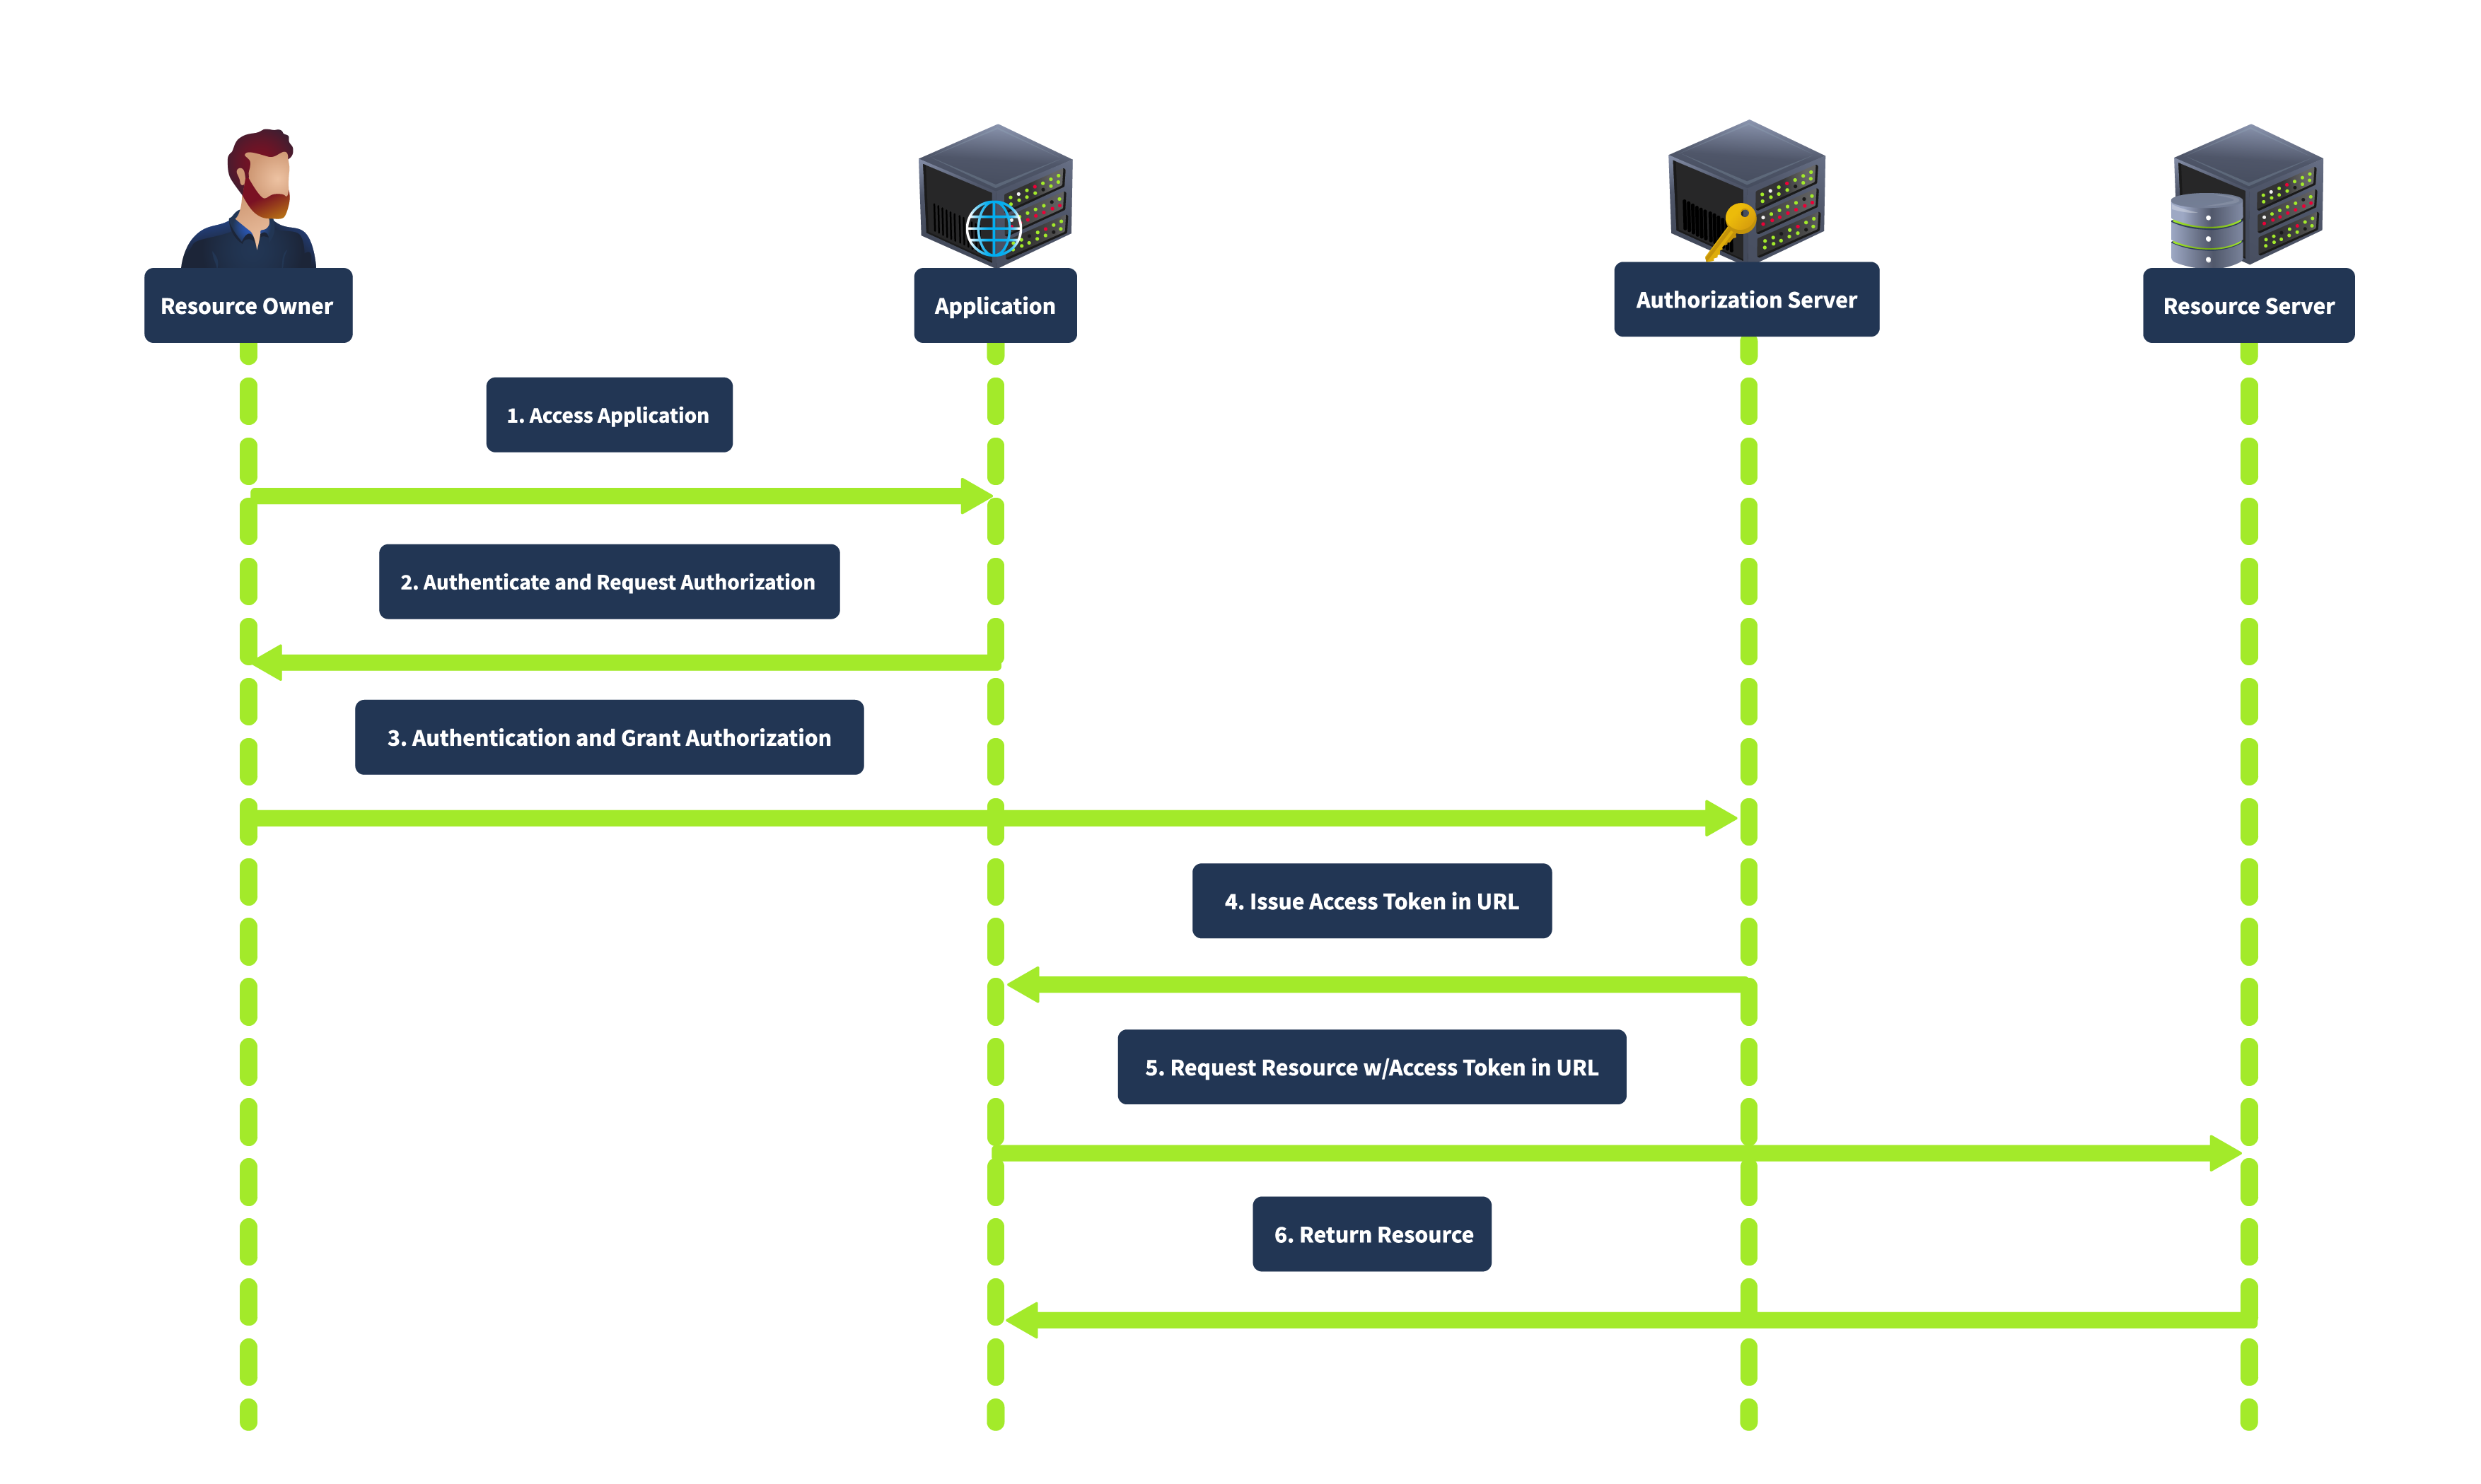 Resource Owner
Application
Authorization Server
Resource Server
1. Access Application
2. Authenticate and Request Authorization
3. Authentication and Grant Authorization
4. Issue Access Token in URL
5. Request Resource w/Access Token in URL
6. Return Resource